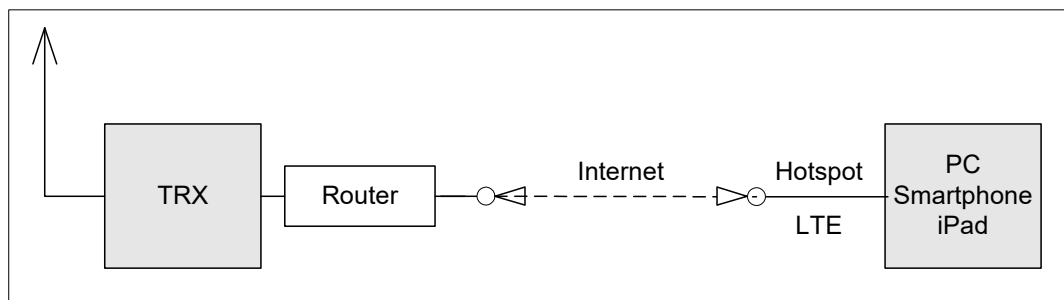 TRX
Router
Internet
Hotspot
LTE
PC
Smartphone
iPad